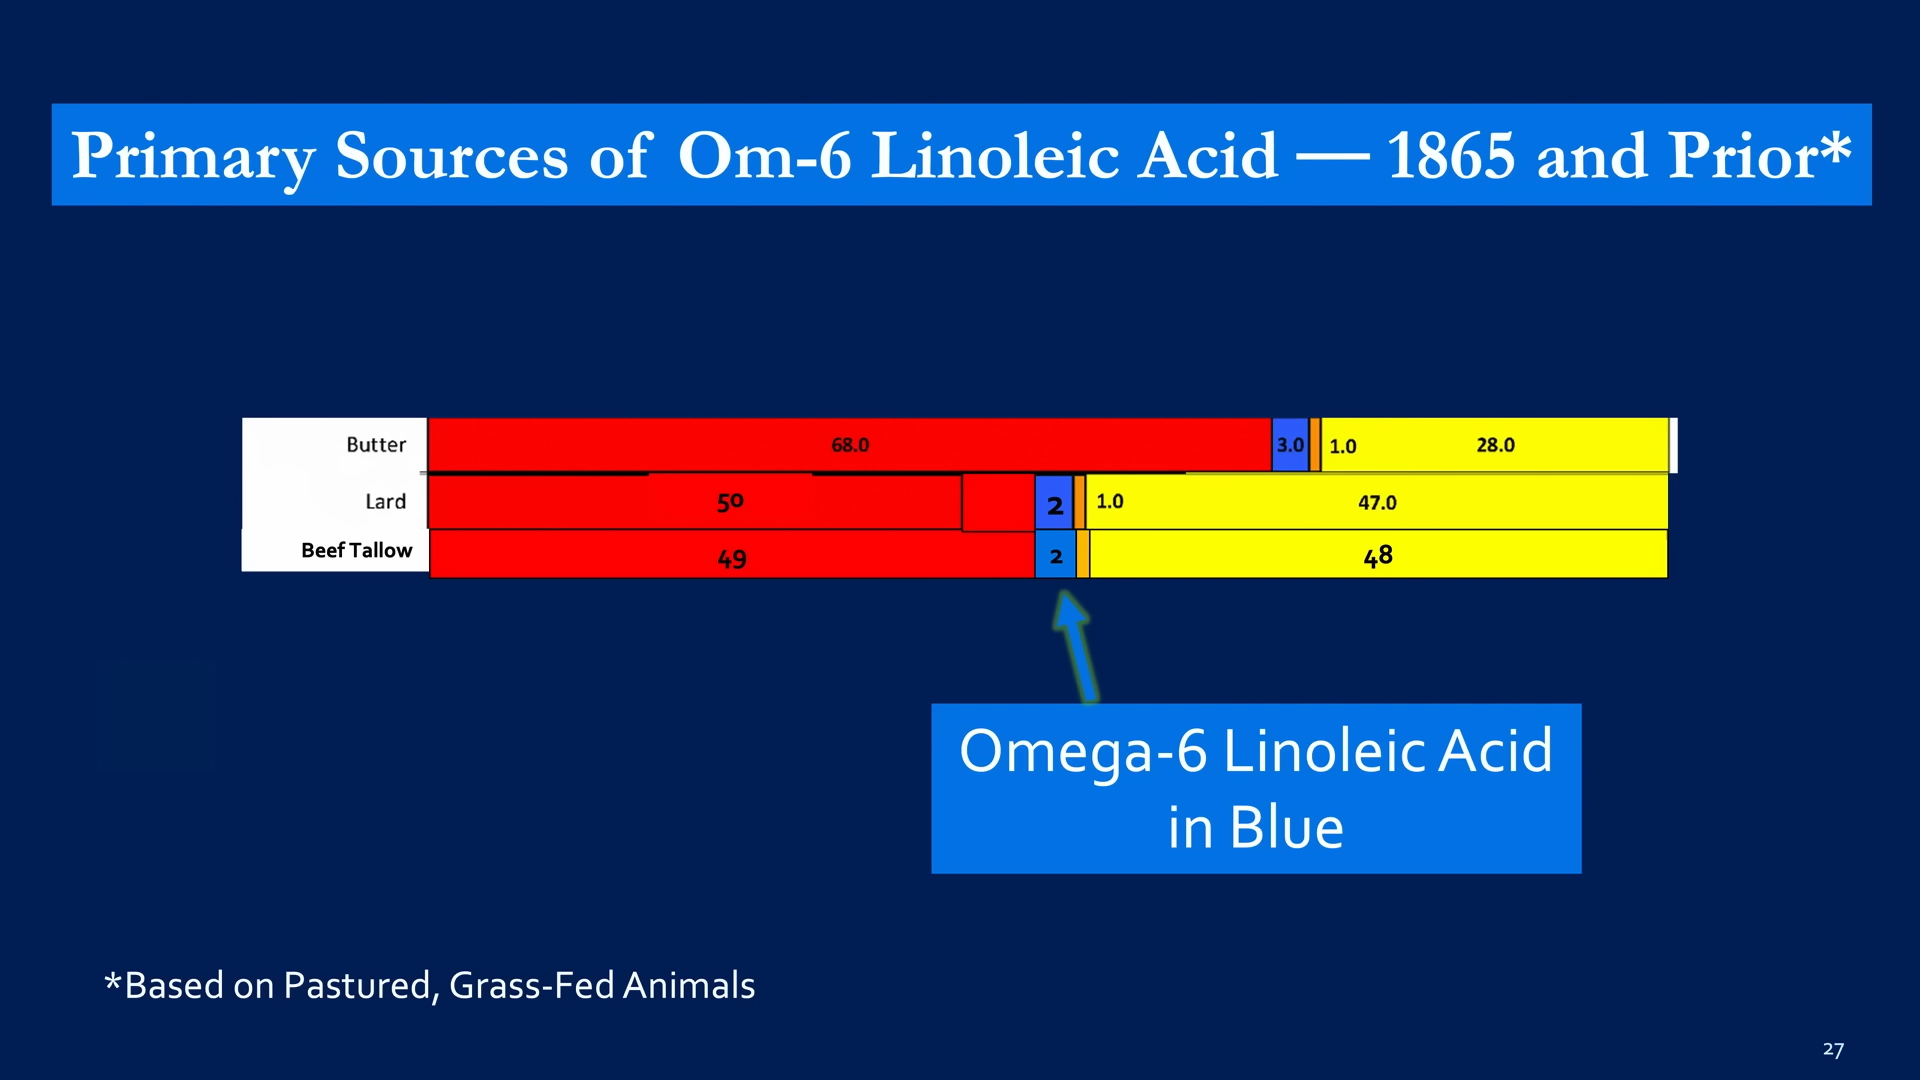 Primary Sources of Om-6 Linoleic Acid — 1865 and Prior*
Butter 68.0 3.0 1.0 28.0
Lard 50 2 1.0 47.0
Beef Tallow 49 2 48
Omega-6 Linoleic Acid
in Blue
*Based on Pastured, Grass-Fed Animals
27